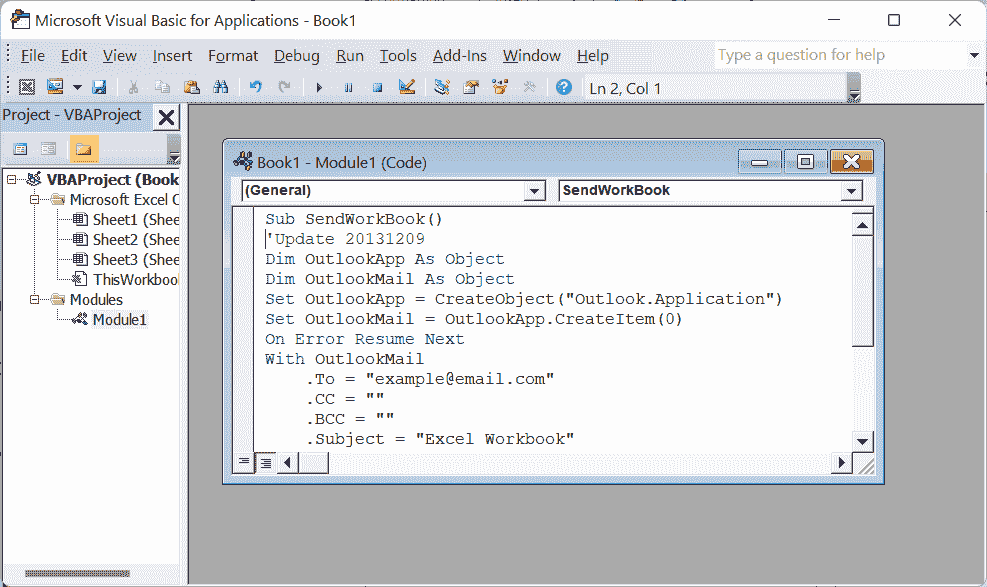 Microsoft Visual Basic for Applications - Book1
File Edit View Insert Format Debug Run Tools Add-Ins Window Help
Type a question for help
Ln 2, Col 1
Project - VBAProject
VBAProject (Book
Microsoft Excel O
Sheet1 (Shee
Sheet2 (Shee
Sheet3 (Shee
ThisWorkbook
Modules
Module1
Book1 - Module1 (Code)
(General)
SendWorkBook
Sub SendWorkBook()
'Update 20131209
Dim OutlookApp As Object
Dim OutlookMail As Object
Set OutlookApp = CreateObject("Outlook.Application")
Set OutlookMail = OutlookApp.CreateItem(0)
On Error Resume Next
With OutlookMail
.To = "example@email.com"
.CC = ""
.BCC = ""
.Subject = "Excel Workbook"